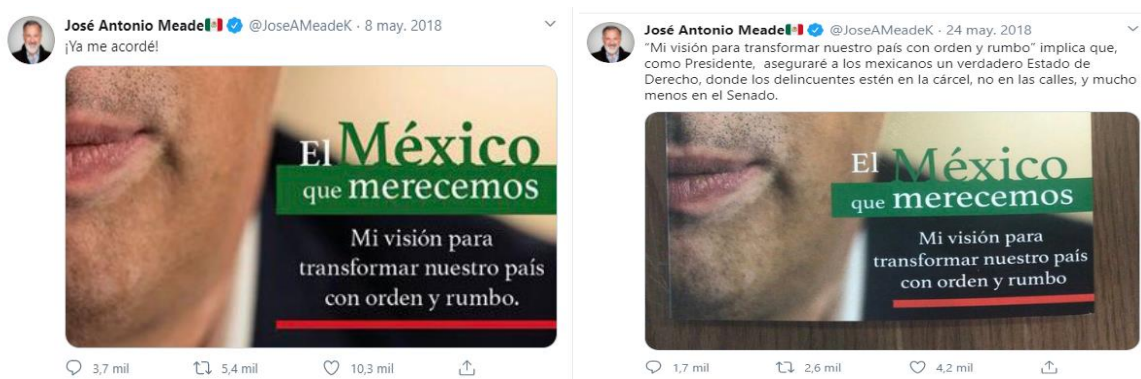 José Antonio Meade🇲🇽 @JoseAMeadeK · 8 may. 2018
¡Ya me acordé!
El México
que merecemos
Mi visión para
transformar nuestro país
con orden y rumbo.
3,7 mil 5,4 mil 10,3 mil
José Antonio Meade🇲🇽 @JoseAMeadeK · 24 may. 2018
“Mi visión para transformar nuestro país con orden y rumbo” implica que,
como Presidente,  aseguraré a los mexicanos un verdadero Estado de
Derecho, donde los delincuentes estén en la cárcel, no en las calles, y mucho
menos en el Senado.
El México
que merecemos
Mi visión para
transformar nuestro país
con orden y rumbo
1,7 mil 2,6 mil 4,2 mil